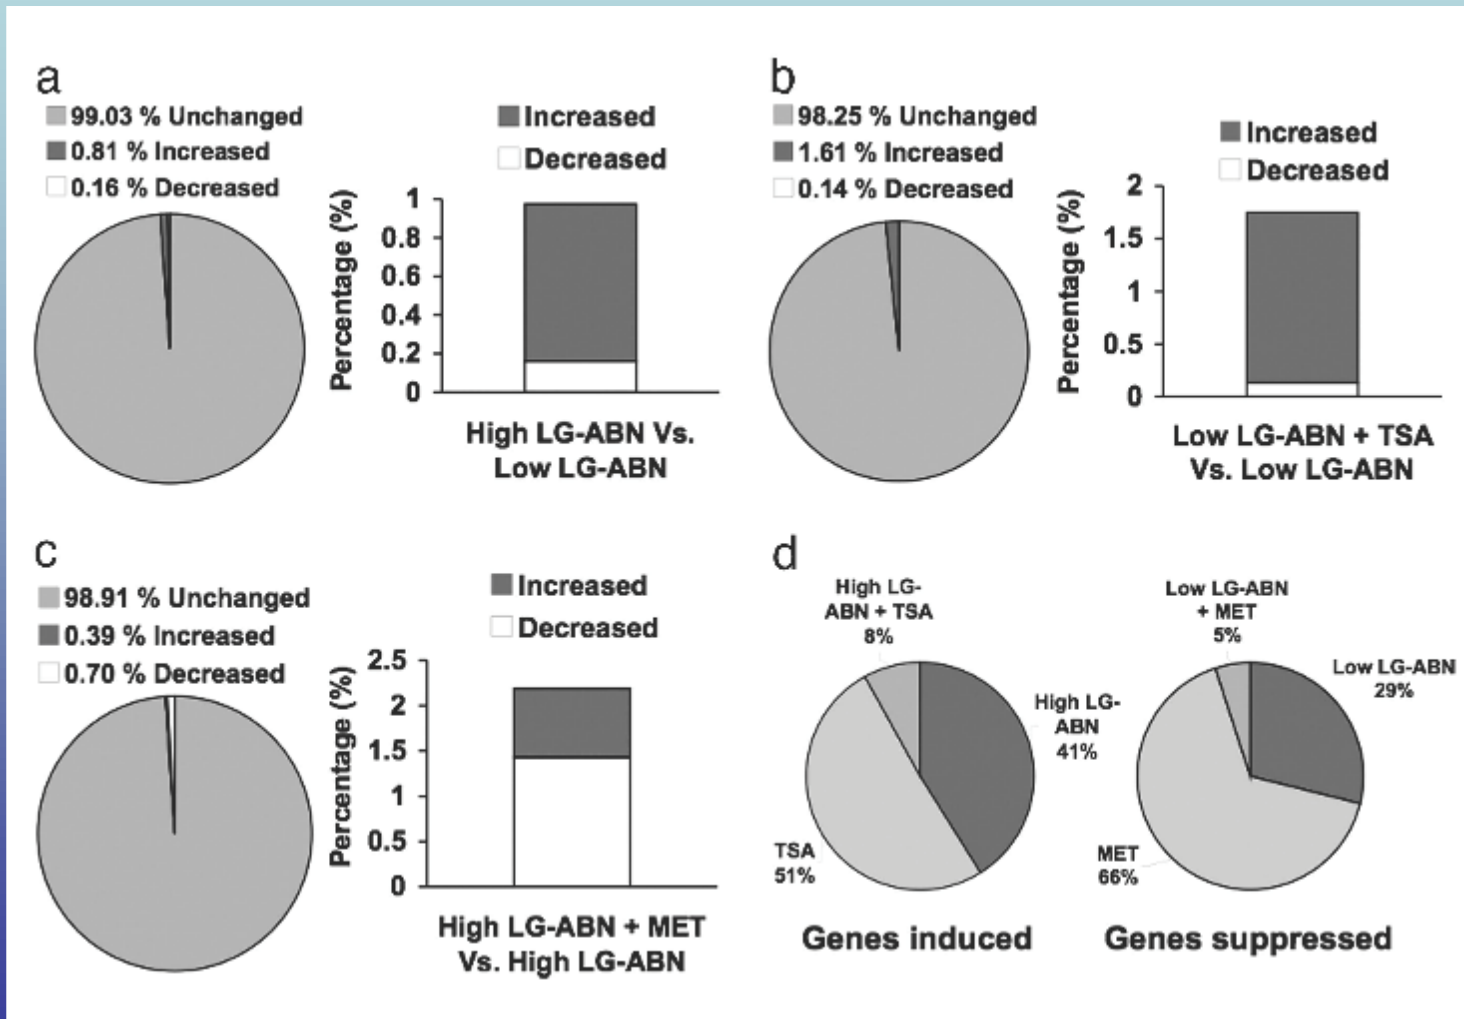 a
99.03 % Unchanged
0.81 % Increased
0.16 % Decreased
Increased
Decreased
Percentage (%)
1
0.8
0.6
0.4
0.2
0
High LG-ABN Vs.
Low LG-ABN
b
98.25 % Unchanged
1.61 % Increased
0.14 % Decreased
Increased
Decreased
Percentage (%)
2
1.5
1
0.5
0
Low LG-ABN + TSA
Vs. Low LG-ABN
c
98.91 % Unchanged
0.39 % Increased
0.70 % Decreased
Increased
Decreased
Percentage (%)
2.5
2
1.5
1
0.5
0
High LG-ABN + MET
Vs. High LG-ABN
d
High LG-
ABN + TSA
8%
High LG-
ABN
41%
TSA
51%
Genes induced
Low LG-ABN
+ MET
5%
Low LG-ABN
29%
MET
66%
Genes suppressed